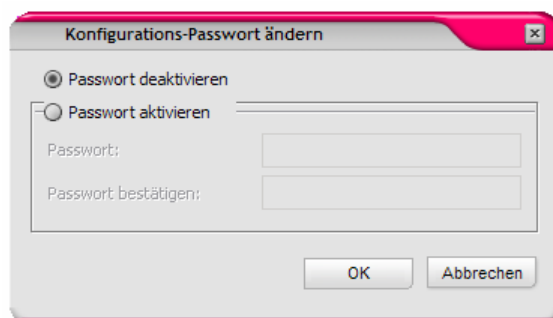 Konfigurations-Passwort ändern
Passwort deaktivieren
Passwort aktivieren
Passwort:
Passwort bestätigen:
OK Abbrechen